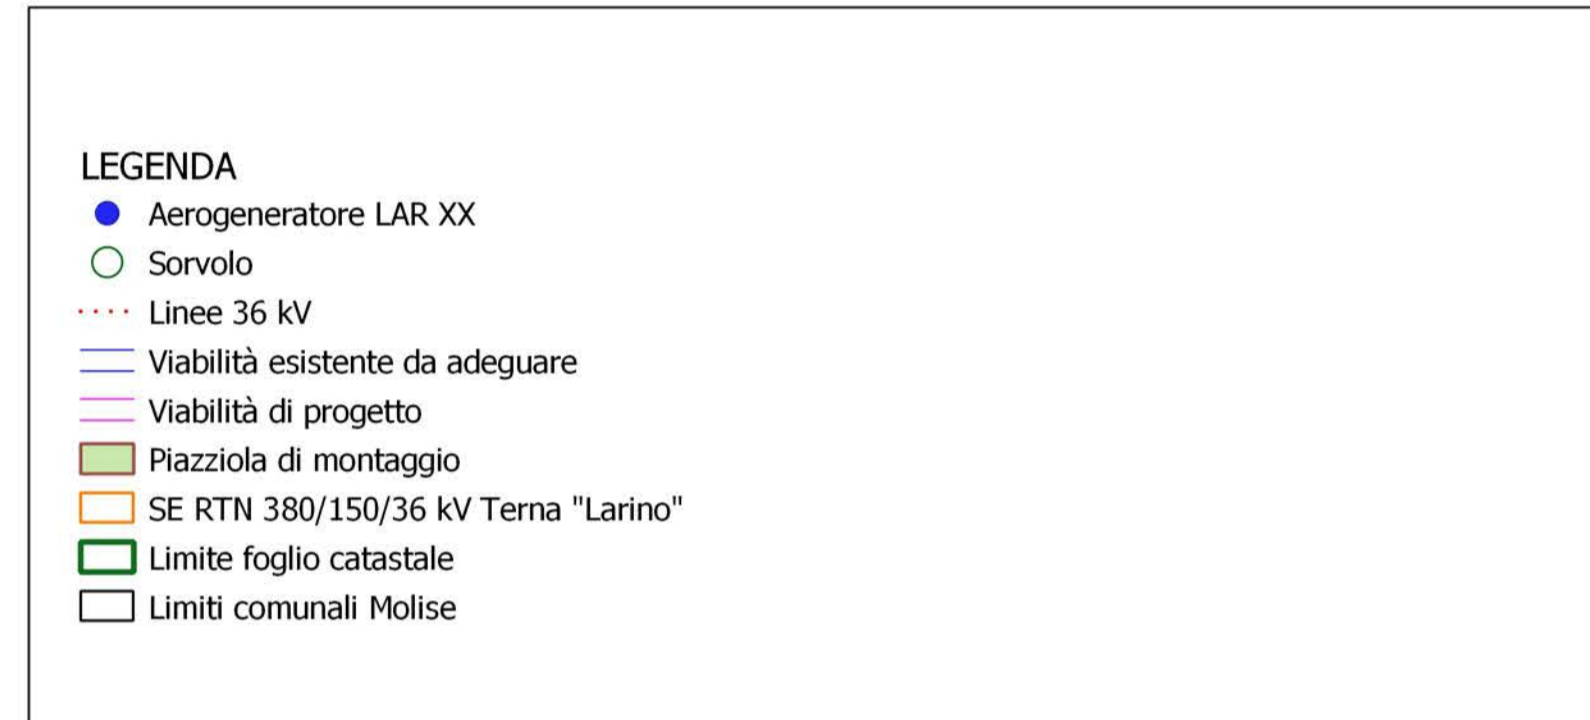 LEGENDA
Aerogeneratore LAR XX
Sorvolo
Linee 36 kV
Viabilità esistente da adeguare
Viabilità di progetto
Piazziola di montaggio
SE RTN 380/150/36 kV Terna "Larino"
Limite foglio catastale
Limiti comunali Molise